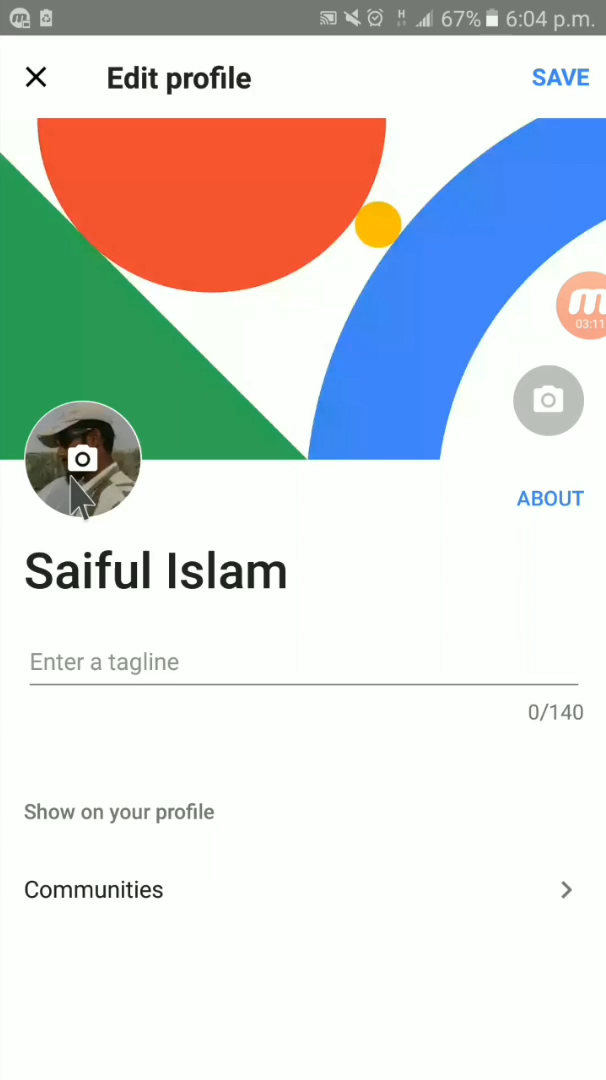 67% 6:04 p.m.
Edit profile
SAVE
03:11
ABOUT
Saiful Islam
Enter a tagline
0/140
Show on your profile
Communities